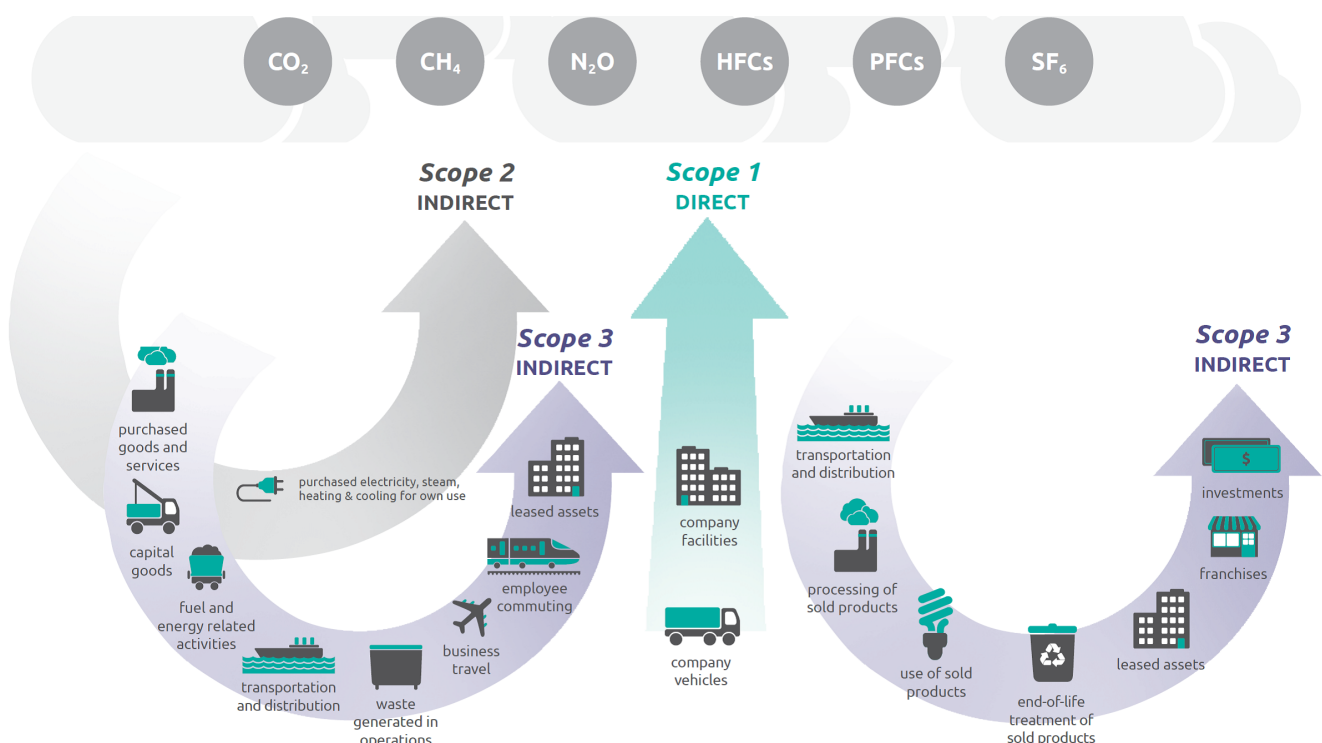 CO₂
CH₄
N₂O
HFCs
PFCs
SF₆
Scope 2
INDIRECT
Scope 1
DIRECT
Scope 3
INDIRECT
Scope 3
INDIRECT
purchased
goods and
services
capital
goods
fuel and
energy related
activities
purchased electricity, steam,
heating & cooling for own use
transportation
and distribution
waste
generated in
operations
business
travel
employee
commuting
leased assets
company
facilities
company
vehicles
transportation
and distribution
processing of
sold products
use of sold
products
end-of-life
treatment of
sold products
leased assets
franchises
$
investments